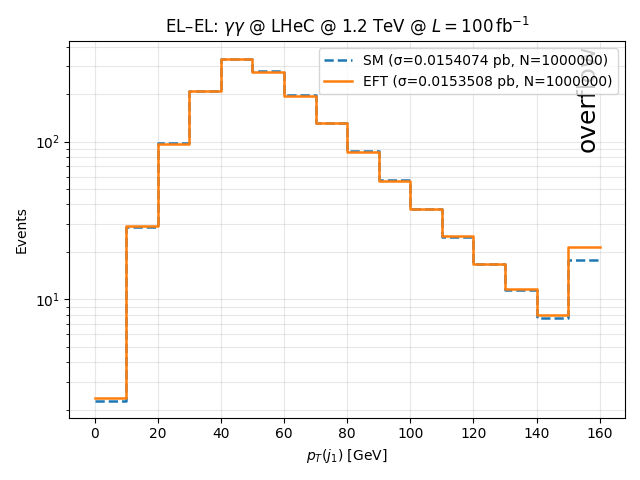 EL–EL: γγ @ LHeC @ 1.2 TeV @ L = 100 fb⁻¹
SM (σ=0.0154074 pb, N=1000000)
EFT (σ=0.0153508 pb, N=1000000)
overflow
10²
10¹
Events
0 20 40 60 80 100 120 140 160
p_T(j₁) [GeV]